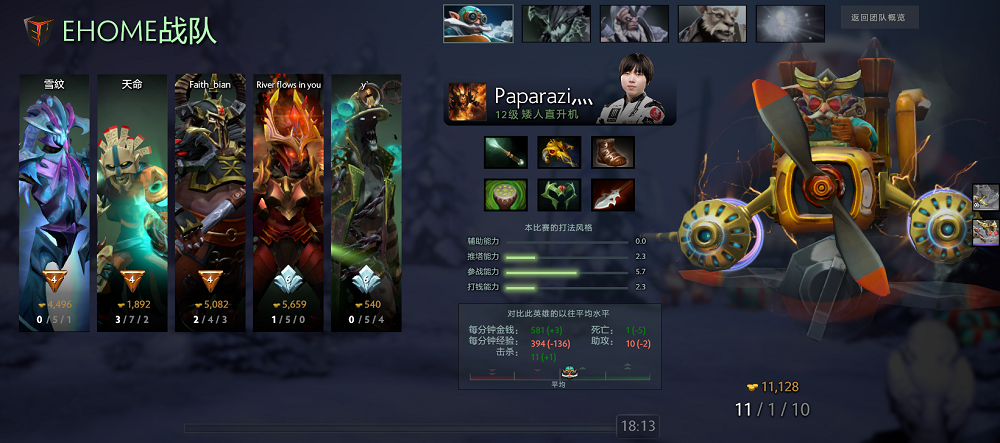 EHOME战队
返回团队概览
雪紋
天命
Faith_bian
River flows in you
y`
Paparazi灬
12级 矮人直升机
本比赛的打法风格
辅助能力 0.0
推塔能力 2.3
参战能力 5.7
打钱能力 2.3
对比此英雄的以往平均水平
每分钟金钱: 581 (+3) 死亡: 1 (-5)
每分钟经验: 394 (-136) 助攻: 10 (-2)
击杀: 11 (+1)
平均
4 4 4
4,496 1,892 5,082 5,659 540
0 / 5 / 1 3 / 7 / 2 2 / 4 / 3 1 / 5 / 0 0 / 5 / 4
11,128
11 / 1 / 10
18:13